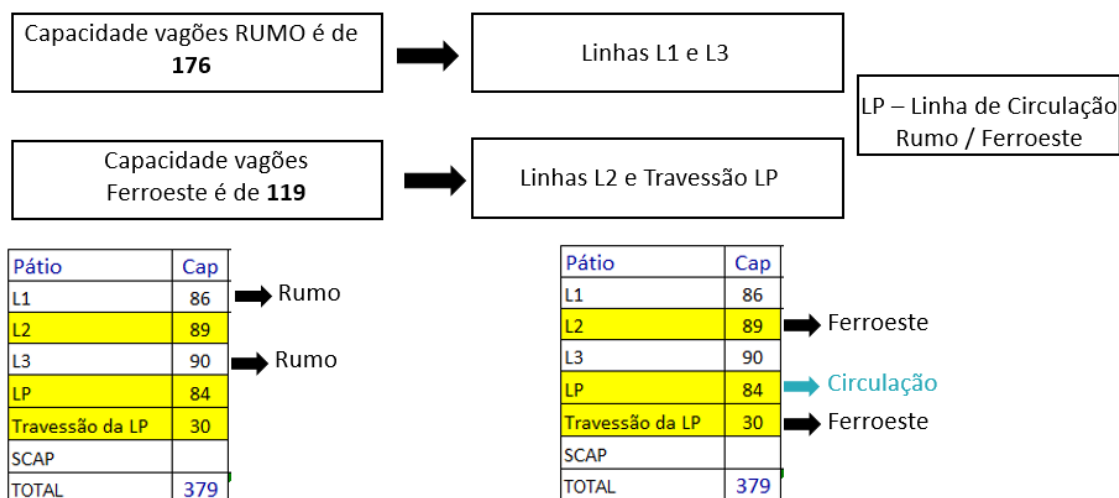 Capacidade vagões RUMO é de
176
Linhas L1 e L3
LP – Linha de Circulação
Rumo / Ferroeste
Capacidade vagões
Ferroeste é de 119
Linhas L2 e Travessão LP
Pátio Cap
L1 86 Rumo
L2 89
L3 90 Rumo
LP 84
Travessão da LP 30
SCAP
TOTAL 379
Pátio Cap
L1 86
L2 89 Ferroeste
L3 90
LP 84 Circulação
Travessão da LP 30 Ferroeste
SCAP
TOTAL 379